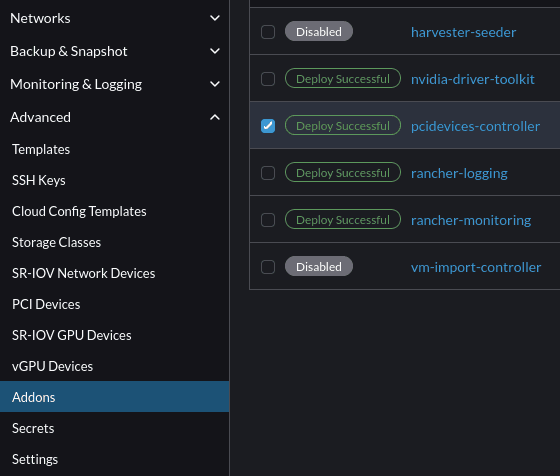 Networks
Backup & Snapshot
Monitoring & Logging
Advanced
Templates
SSH Keys
Cloud Config Templates
Storage Classes
SR-IOV Network Devices
PCI Devices
SR-IOV GPU Devices
vGPU Devices
Addons
Secrets
Settings
Disabled harvester-seeder
Deploy Successful nvidia-driver-toolkit
Deploy Successful pcidevices-controller
Deploy Successful rancher-logging
Deploy Successful rancher-monitoring
Disabled vm-import-controller